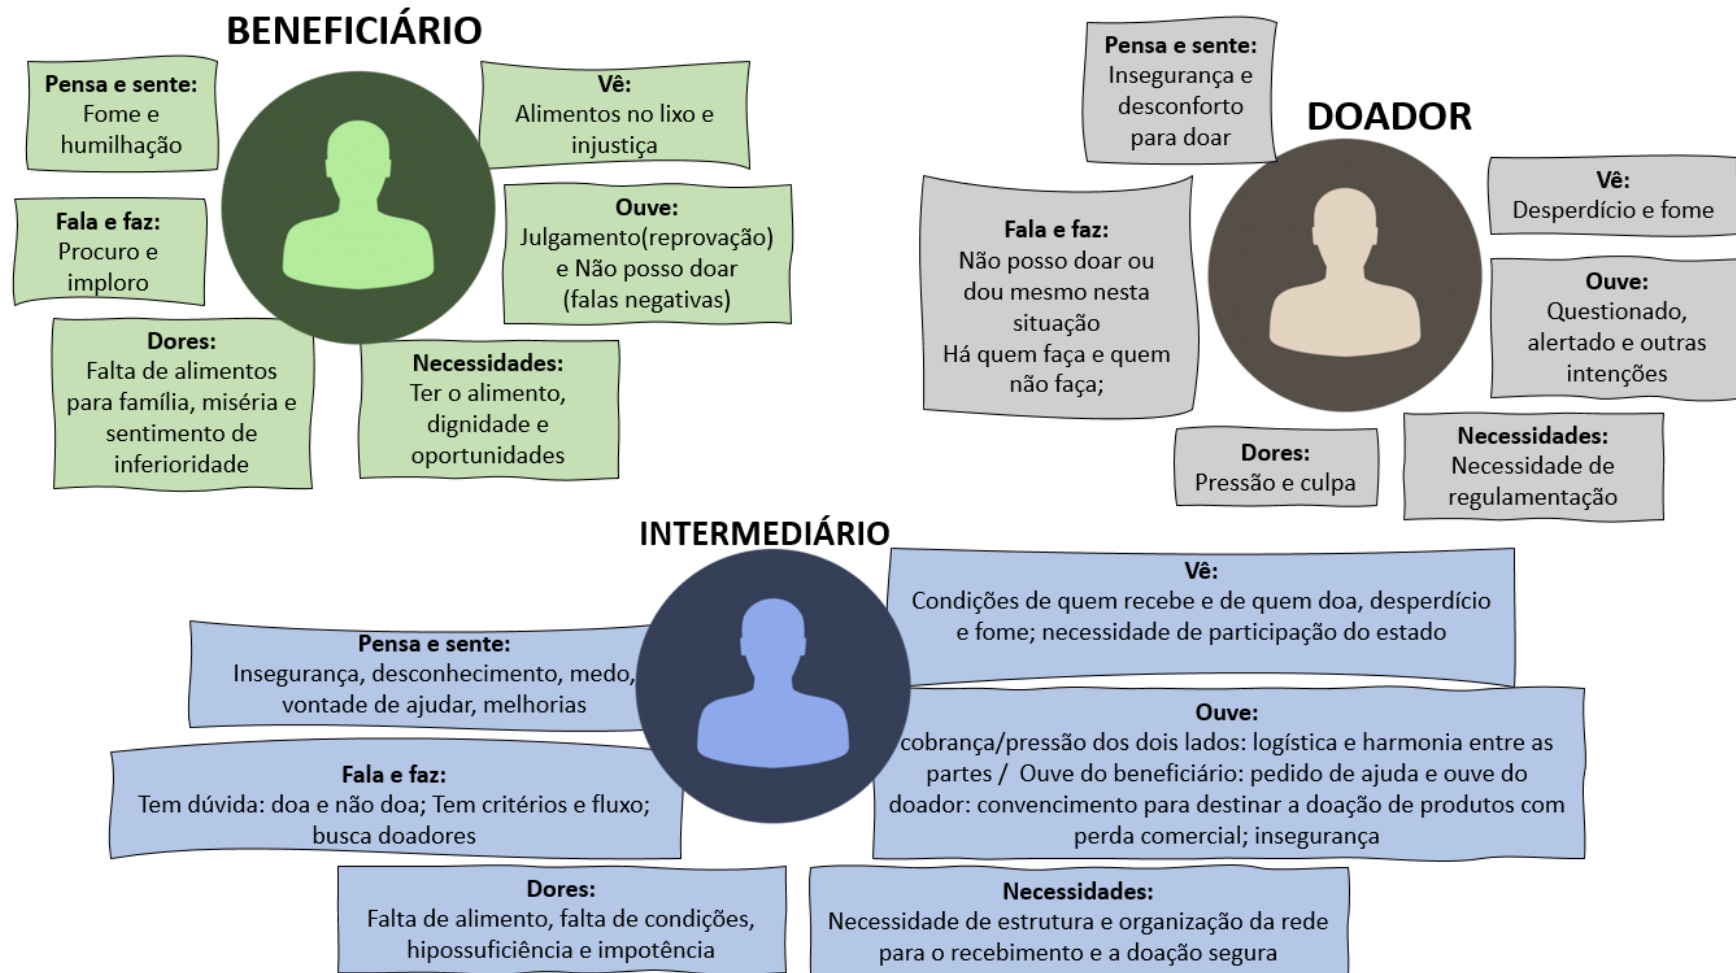 BENEFICIÁRIO
Pensa e sente:
Fome e
humilhação
Vê:
Alimentos no lixo e
injustiça
Fala e faz:
Procuro e
imploro
Ouve:
Julgamento(reprovação)
e Não posso doar
(falas negativas)
Dores:
Falta de alimentos
para família, miséria e
sentimento de
inferioridade
Necessidades:
Ter o alimento,
dignidade e
oportunidades
DOADOR
Pensa e sente:
Insegurança e
desconforto
para doar
Vê:
Desperdício e fome
Fala e faz:
Não posso doar ou
dou mesmo nesta
situação
Há quem faça e quem
não faça;
Ouve:
Questionado,
alertado e outras
intenções
Dores:
Pressão e culpa
Necessidades:
Necessidade de
regulamentação
INTERMEDIÁRIO
Pensa e sente:
Insegurança, desconhecimento, medo,
vontade de ajudar, melhorias
Vê:
Condições de quem recebe e de quem doa, desperdício
e fome; necessidade de participação do estado
Fala e faz:
Tem dúvida: doa e não doa; Tem critérios e fluxo;
busca doadores
Ouve:
cobrança/pressão dos dois lados: logística e harmonia entre as
partes / Ouve do beneficiário: pedido de ajuda e ouve do
doador: convencimento para destinar a doação de produtos com
perda comercial; insegurança
Dores:
Falta de alimento, falta de condições,
hipossuficiência e impotência
Necessidades:
Necessidade de estrutura e organização da rede
para o recebimento e a doação segura